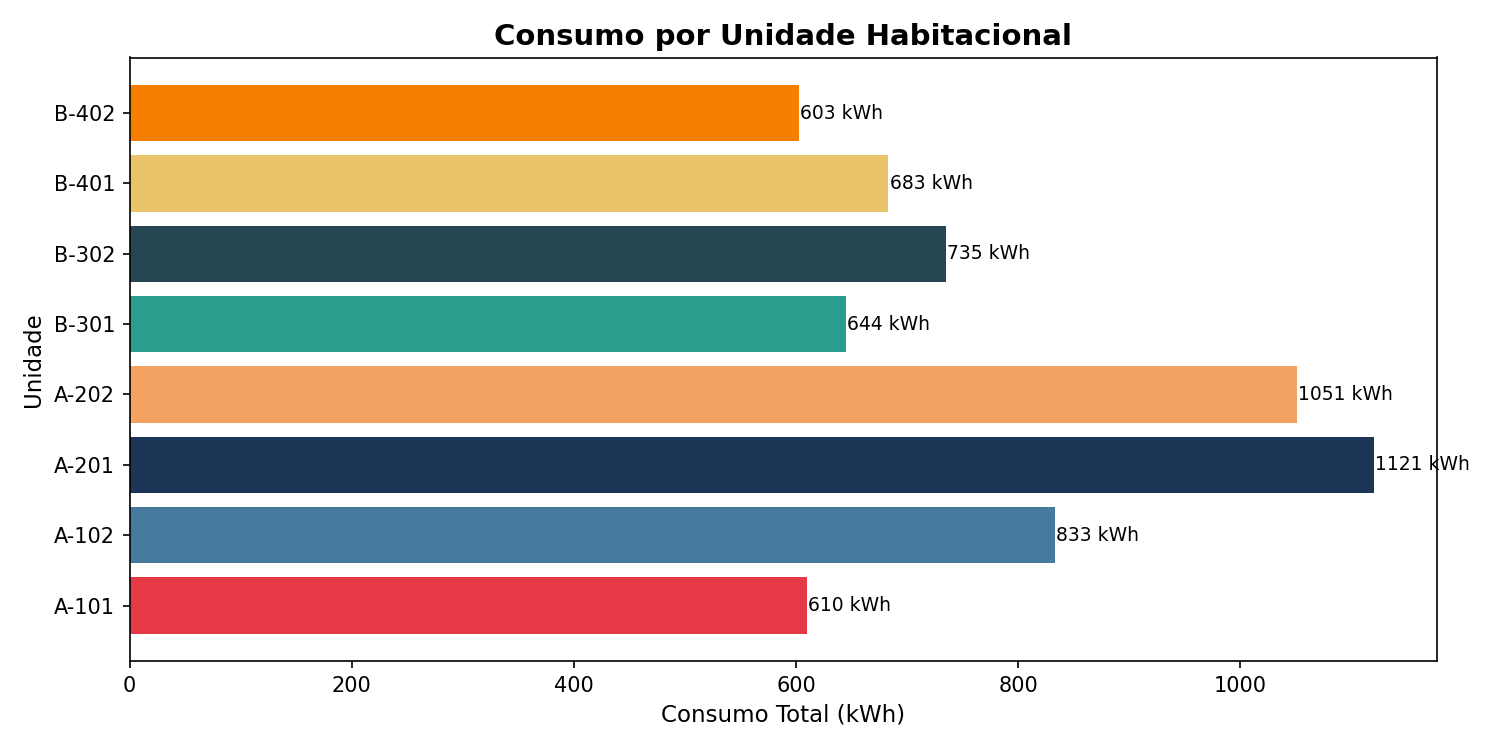 Consumo por Unidade Habitacional
Unidade
B-402 603 kWh
B-401 683 kWh
B-302 735 kWh
B-301 644 kWh
A-202 1051 kWh
A-201 1121 kWh
A-102 833 kWh
A-101 610 kWh
0 200 400 600 800 1000
Consumo Total (kWh)